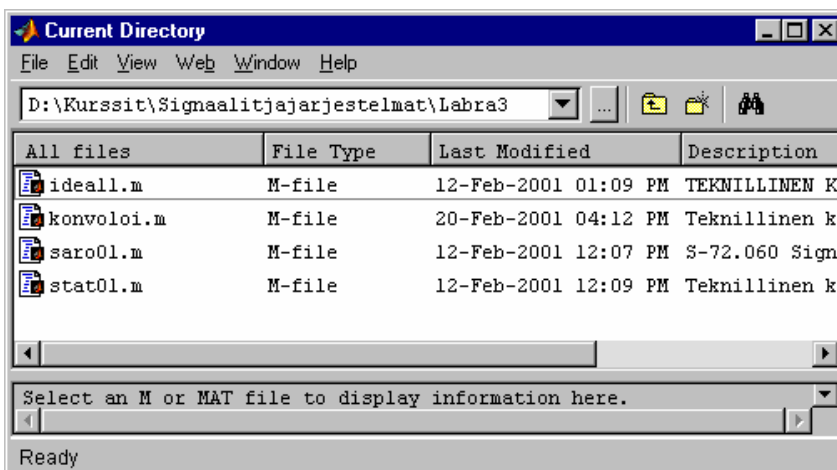 Current Directory
File Edit View Web Window Help
D:\Kurssit\Signaalitjajarjestelmat\Labra3 ...
All files File Type Last Modified Description
ideall.m M-file 12-Feb-2001 01:09 PM TEKNILLINEN K
konvoloi.m M-file 20-Feb-2001 04:12 PM Teknillinen k
saro01.m M-file 12-Feb-2001 12:07 PM S-72.060 Sign
stat01.m M-file 12-Feb-2001 12:09 PM Teknillinen k
Select an M or MAT file to display information here.
Ready